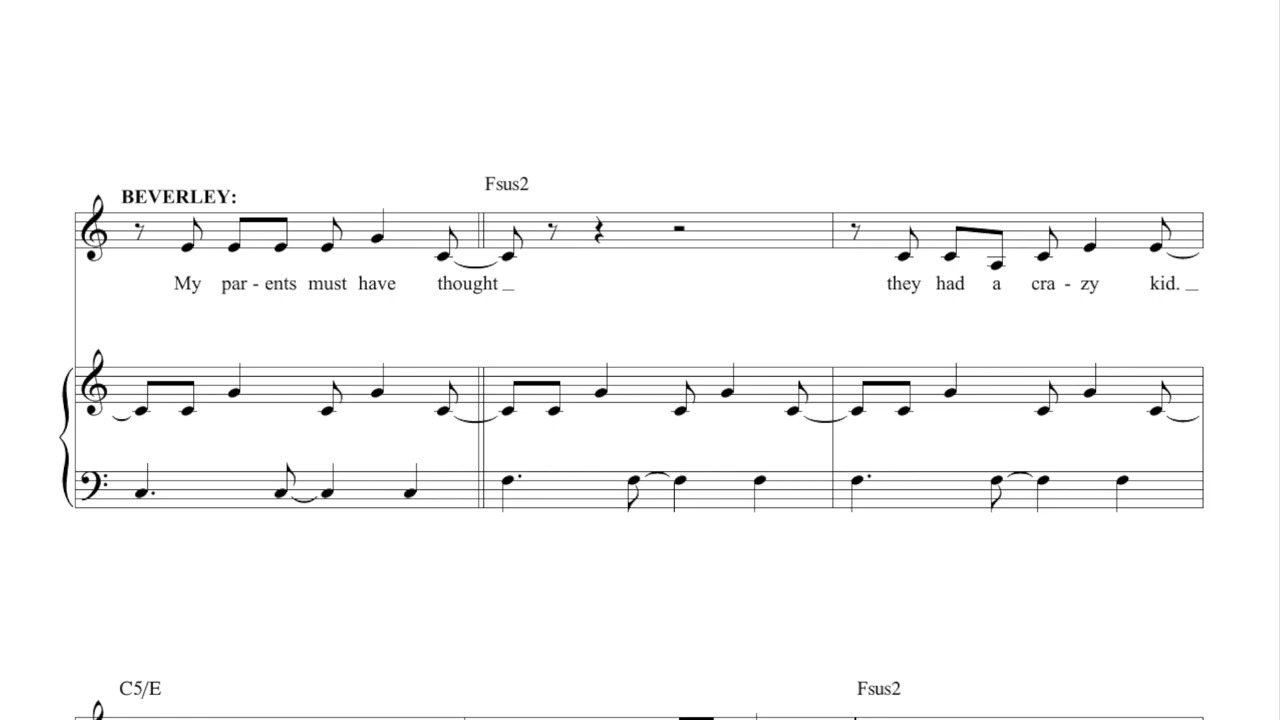 BEVERLEY:
Fsus2
My par - ents must have thought _ they had a cra - zy kid. _
C5/E
Fsus2